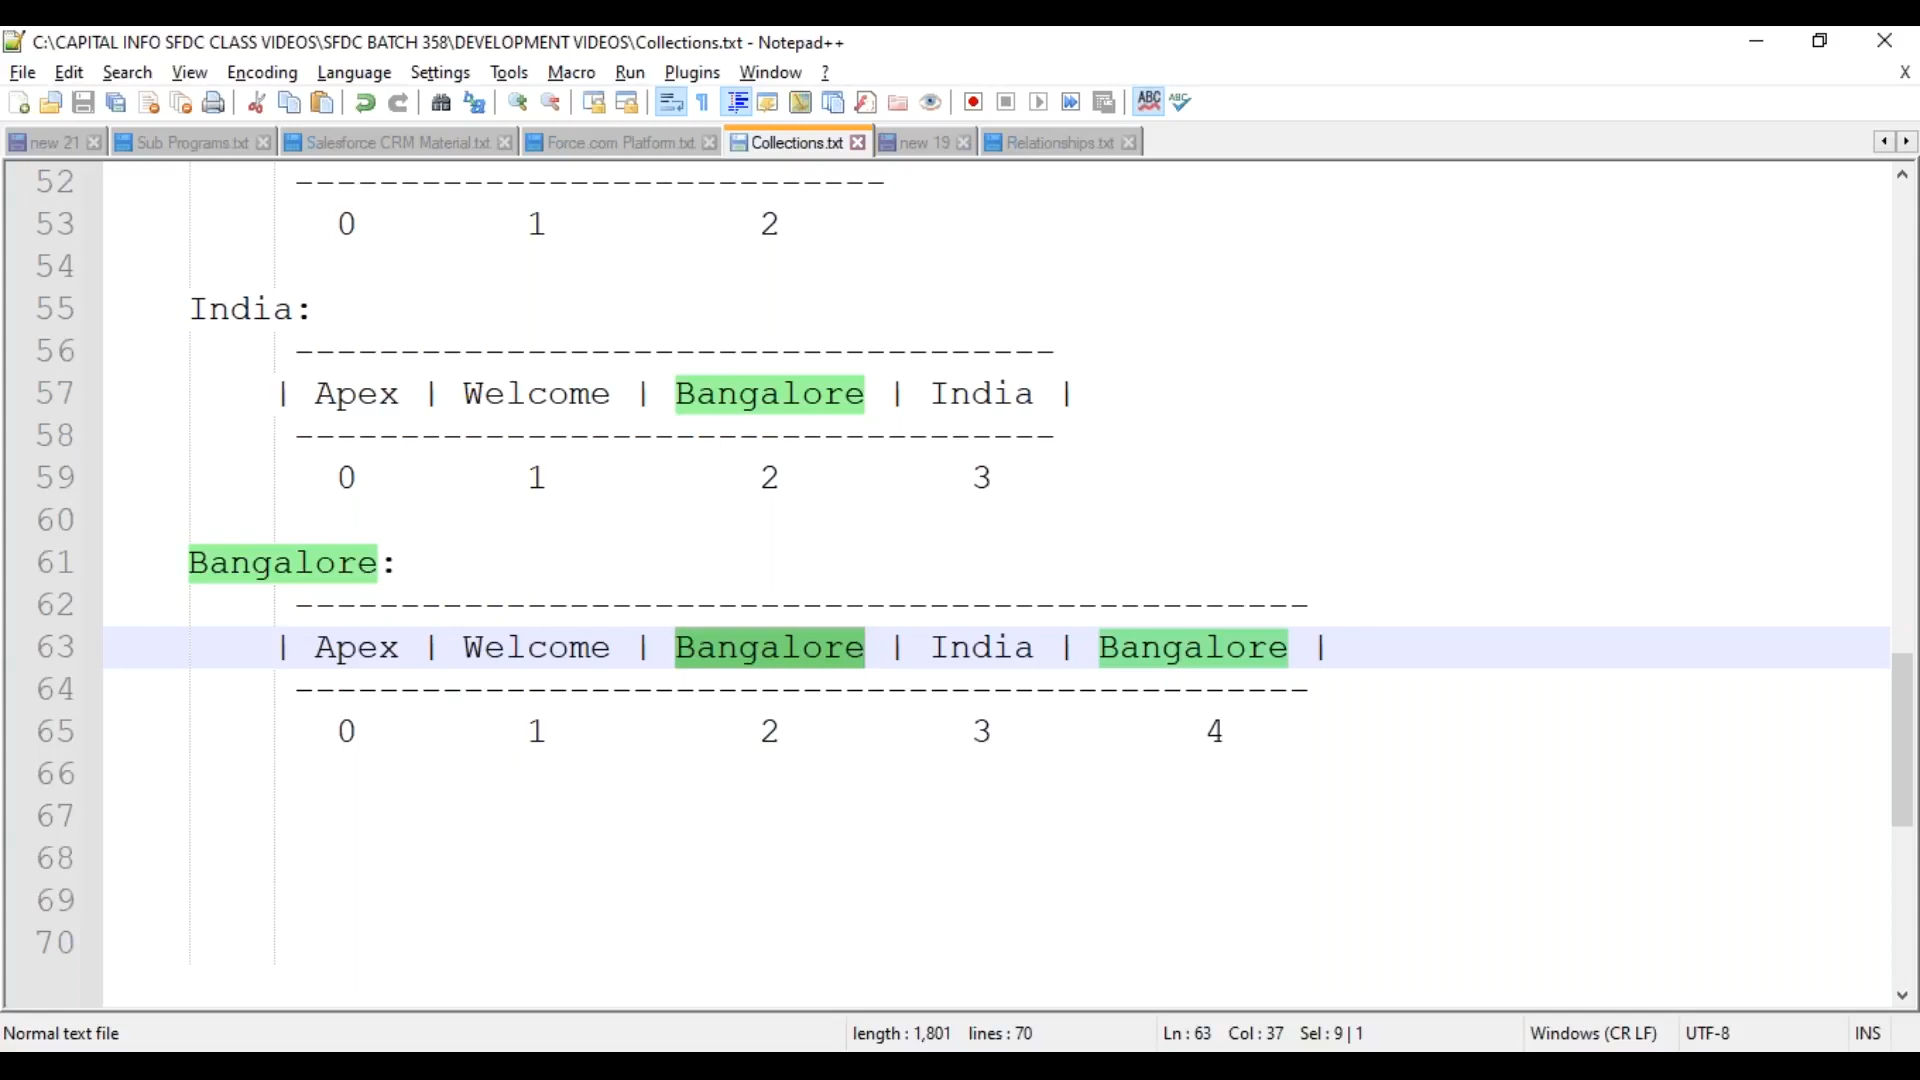 C:\CAPITAL INFO SFDC CLASS VIDEOS\SFDC BATCH 358\DEVELOPMENT VIDEOS\Collections.txt - Notepad++
File Edit Search View Encoding Language Settings Tools Macro Run Plugins Window ? X
new 21 Sub Programs.txt Salesforce CRM Material.txt Force.com Platform.txt Collections.txt new 19 Relationships.txt
52 ----------------------------
53 0 1 2
54
55 India:
56 ------------------------------------
57 | Apex | Welcome | Bangalore | India |
58 ------------------------------------
59 0 1 2 3
60
61 Bangalore:
62 ------------------------------------------------
63 | Apex | Welcome | Bangalore | India | Bangalore |
64 ------------------------------------------------
65 0 1 2 3 4
66
67
68
69
70
Normal text file length : 1,801 lines : 70 Ln : 63 Col : 37 Sel : 9 | 1 Windows (CR LF) UTF-8 INS